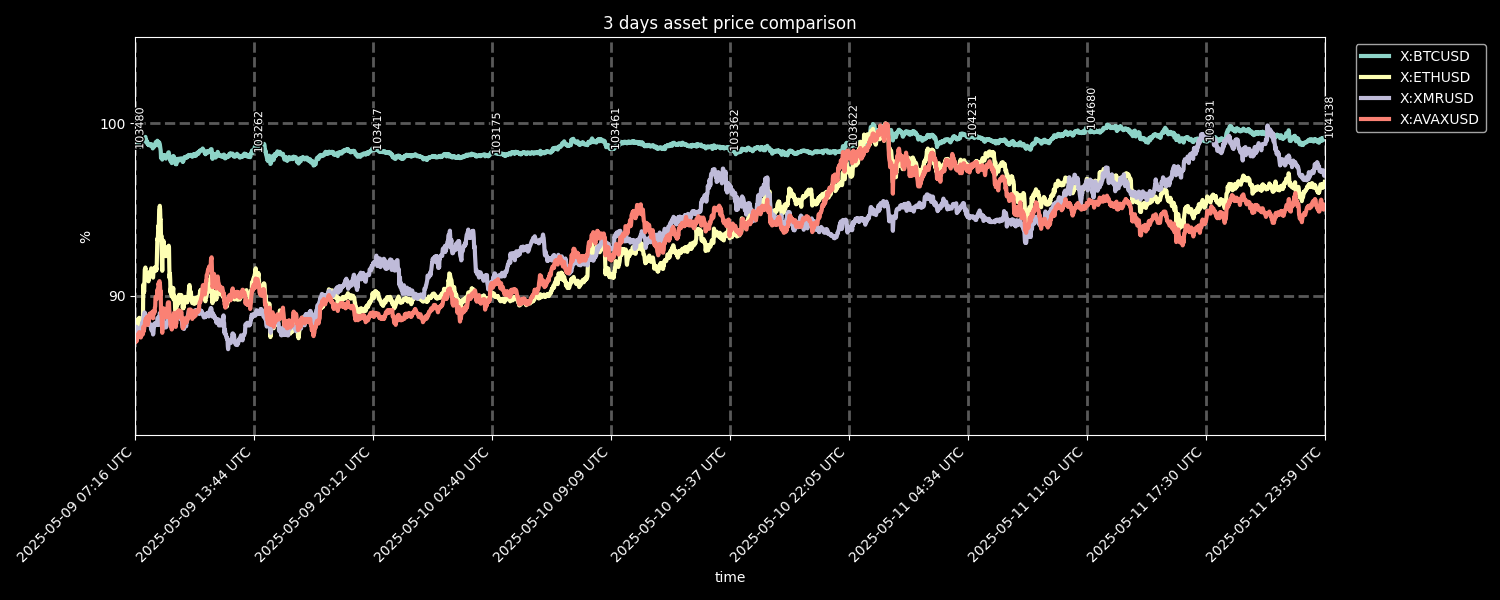 3 days asset price comparison
X:BTCUSD
X:ETHUSD
X:XMRUSD
X:AVAXUSD
100
90
%
103262
103417
103175
103461
103362
103622
104231
104680
103931
104138
2025-05-09 07:16 UTC
2025-05-09 13:44 UTC
2025-05-09 20:12 UTC
2025-05-10 02:40 UTC
2025-05-10 09:09 UTC
2025-05-10 15:37 UTC
2025-05-10 22:05 UTC
2025-05-11 04:34 UTC
2025-05-11 11:02 UTC
2025-05-11 17:30 UTC
2025-05-11 23:59 UTC
time